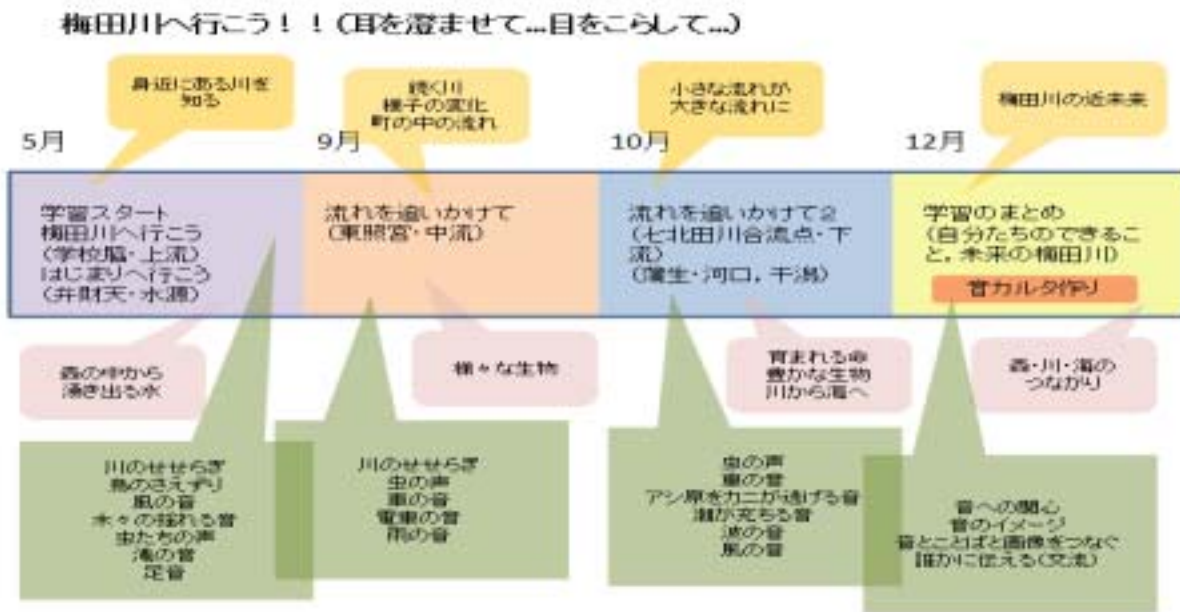 梅田川へ行こう！！(耳を澄ませて...目をこらして...)
身近にある川を
知る
続く川
様子の変化
町の中の流れ
小さな流れが
大きな流れに
梅田川の近未来
5月
9月
10月
12月
学習スタート
梅田川へ行こう
(学校脇・上流)
はじまりへ行こう
(弁財天・水源)
流れを追いかけて
(東照宮・中流)
流れを追いかけて2
(七北田川合流点・下
流)
(蒲生・河口，干潟)
学習のまとめ
(自分たちのできるこ
と，未来の梅田川)
音カルタ作り
森の中から
湧き出る水
様々な生物
育まれる命
豊かな生物
川から海へ
森・川・海の
つながり
川のせせらぎ
鳥のさえずり
風の音
木々の揺れる音
虫たちの声
滝の音
足音
川のせせらぎ
虫の声
車の音
電車の音
雨の音
虫の声
車の音
アシ原をカニが逃げる音
潮が充ちる音
波の音
風の音
音への関心
音のイメージ
音とことばと画像をつなぐ
誰かに伝える(交流)